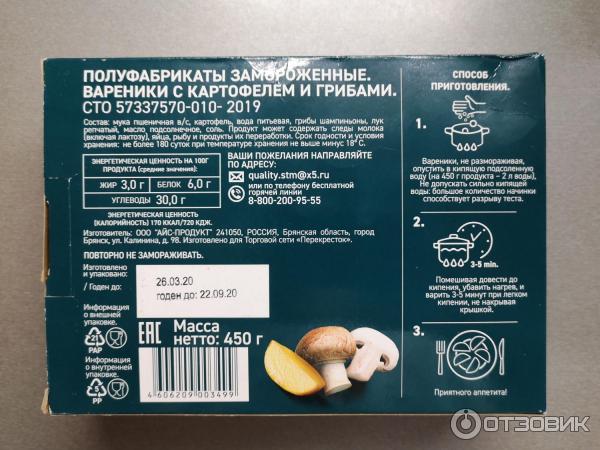 ПОЛУФАБРИКАТЫ ЗАМОРОЖЕННЫЕ.
ВАРЕНИКИ С КАРТОФЕЛЕМ И ГРИБАМИ.
СТО 57337570-010- 2019
Состав: мука пшеничная в/с, картофель, вода питьевая, грибы шампиньоны, лук
репчатый, масло подсолнечное, соль. Продукт может содержать следы молока
(включая лактозу), яйца, рыбу и продукты их переработки. Срок годности и условия
хранения: не более 180 суток при температуре хранения не выше минус 18° С.
ЭНЕРГЕТИЧЕСКАЯ ЦЕННОСТЬ НА 100Г
ПРОДУКТА (средние значения):
ЖИР 3,0 г
БЕЛОК 6,0 г
УГЛЕВОДЫ 30,0 г
ЭНЕРГЕТИЧЕСКАЯ ЦЕННОСТЬ
(КАЛОРИЙНОСТЬ) 170 ККАЛ/720 КДЖ.
ВАШИ ПОЖЕЛАНИЯ НАПРАВЛЯЙТЕ
ПО АДРЕСУ:
quality.stm@x5.ru
или по телефону бесплатной
горячей линии
8-800-200-95-55
Изготовитель: ООО "АЙС-ПРОДУКТ" 241050, РОССИЯ, Брянская область, город
Брянск, ул. Калинина, д. 98. Изготовлено для Торговой сети «Перекресток».
ПОВТОРНО НЕ ЗАМОРАЖИВАТЬ.
Изготовлено
и упаковано:
/ Годен до:
26.03.20
годен до: 22.09.20
Информация
о внешней
упаковке.
21
PAP
Информация
о внутренней
упаковке.
5
PP
EAC
Масса
нетто: 450 г
4 606209 003499
СПОСОБ
ПРИГОТОВЛЕНИЯ.
1.
Вареники, не размораживая,
опустить в кипящую подсоленную
воду (на 450 г продукта – 2 л воды).
Не допускать сильно кипящей
воды: большое количество начинки
способствует разрыву теста.
2.
3-5 min.
Помешивая довести до
кипения, убавить нагрев, и
варить 3-5 минут при легком
кипении, не накрывая
крышкой.
3.
Приятного аппетита!
ОТЗОВИК